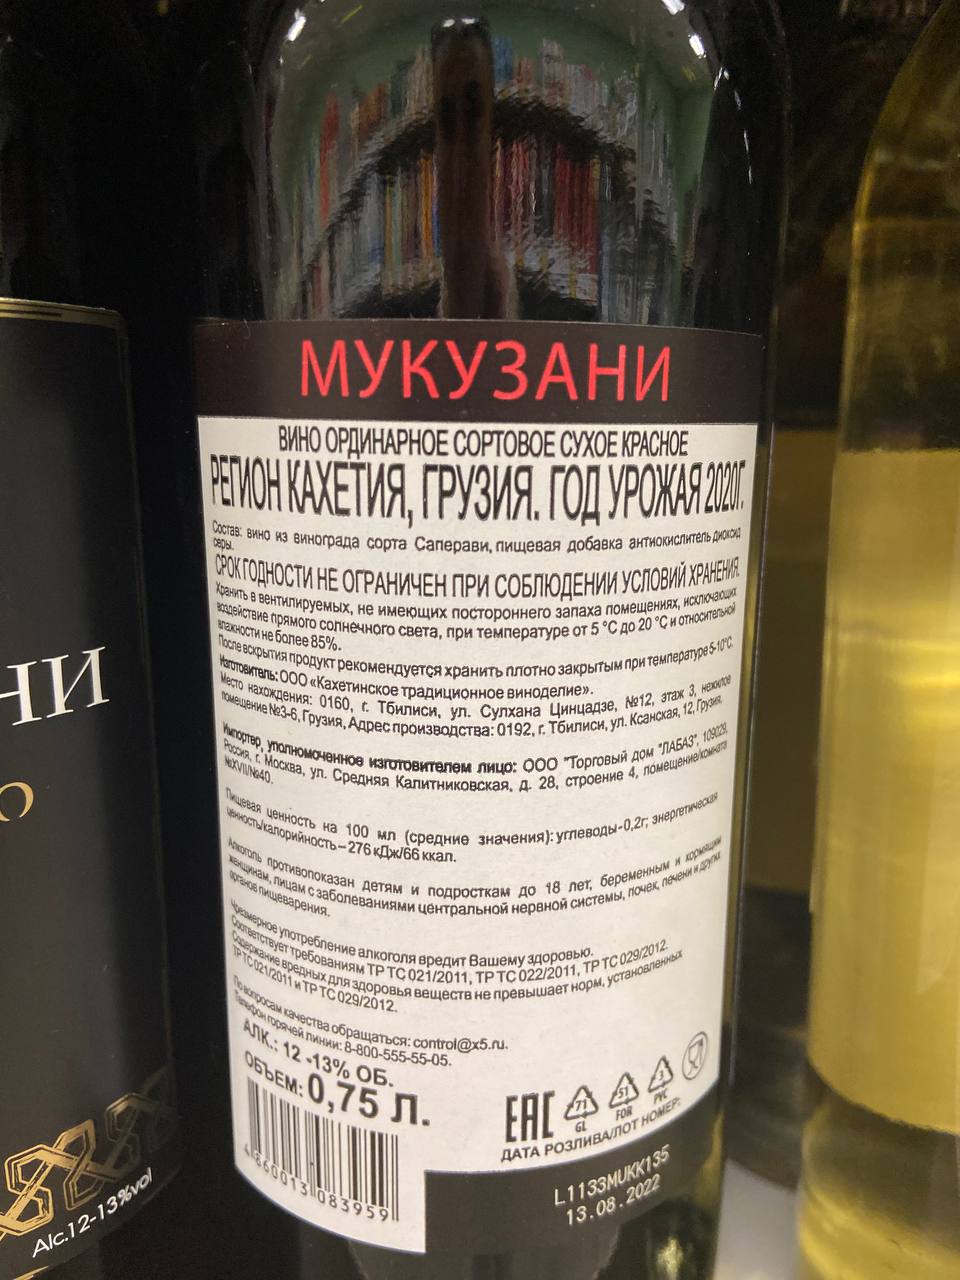 МУКУЗАНИ
ВИНО ОРДИНАРНОЕ СОРТОВОЕ СУХОЕ КРАСНОЕ
РЕГИОН КАХЕТИЯ, ГРУЗИЯ. ГОД УРОЖАЯ 2020Г.
Состав: вино из винограда сорта Саперави, пищевая добавка антиокислитель диоксид
серы.
СРОК ГОДНОСТИ НЕ ОГРАНИЧЕН ПРИ СОБЛЮДЕНИИ УСЛОВИЙ ХРАНЕНИЯ.
Хранить в вентилируемых, не имеющих постороннего запаха помещениях, исключающих
воздействие прямого солнечного света, при температуре от 5 °С до 20 °С и относительной
влажности не более 85%.
После вскрытия продукт рекомендуется хранить плотно закрытым при температуре 5-10°С.
Изготовитель: ООО «Кахетинское традиционное виноделие».
Место нахождения: 0160, г. Тбилиси, ул. Сулхана Цинцадзе, №12, этаж 3, нежилое
помещение №3-6, Грузия, Адрес производства: 0192, г. Тбилиси, ул. Ксанская, 12, Грузия.
Импортер, уполномоченное изготовителем лицо: ООО "Торговый дом "ЛАБАЗ", 109029,
Россия, г. Москва, ул. Средняя Калитниковская, д. 28, строение 4, помещение/комната
№XVII/№40.
Пищевая ценность на 100 мл (средние значения): углеводы-0,2г; энергетическая
ценность/калорийность – 276 кДж/66 ккал.
Алкоголь противопоказан детям и подросткам до 18 лет, беременным и кормящим
женщинам, лицам с заболеваниями центральной нервной системы, почек, печени и других
органов пищеварения.
Чрезмерное употребление алкоголя вредит Вашему здоровью.
Соответствует требованиям ТР ТС 021/2011, ТР ТС 022/2011, ТР ТС 029/2012.
Содержание вредных для здоровья веществ не превышает норм, установленных
ТР ТС 021/2011 и ТР ТС 029/2012.
По вопросам качества обращаться: control@x5.ru.
Телефон горячей линии: 8-800-555-55-05.
АЛК.: 12 -13% ОБ.
ОБЪЕМ: 0,75 Л.
EAC
71
GL
51
FOR
3
PVC
ДАТА РОЗЛИВА/ЛОТ НОМЕР:
L1133MUKK135
13.08.2022
4 860013 083959
НИ
О
Alc.12-13%vol